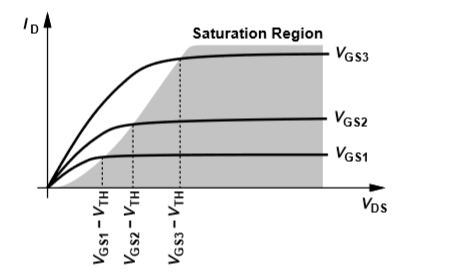 I_D
Saturation Region
V_GS3
V_GS2
V_GS1
V_DS
V_GS1 – V_TH
V_GS2 – V_TH
V_GS3 – V_TH